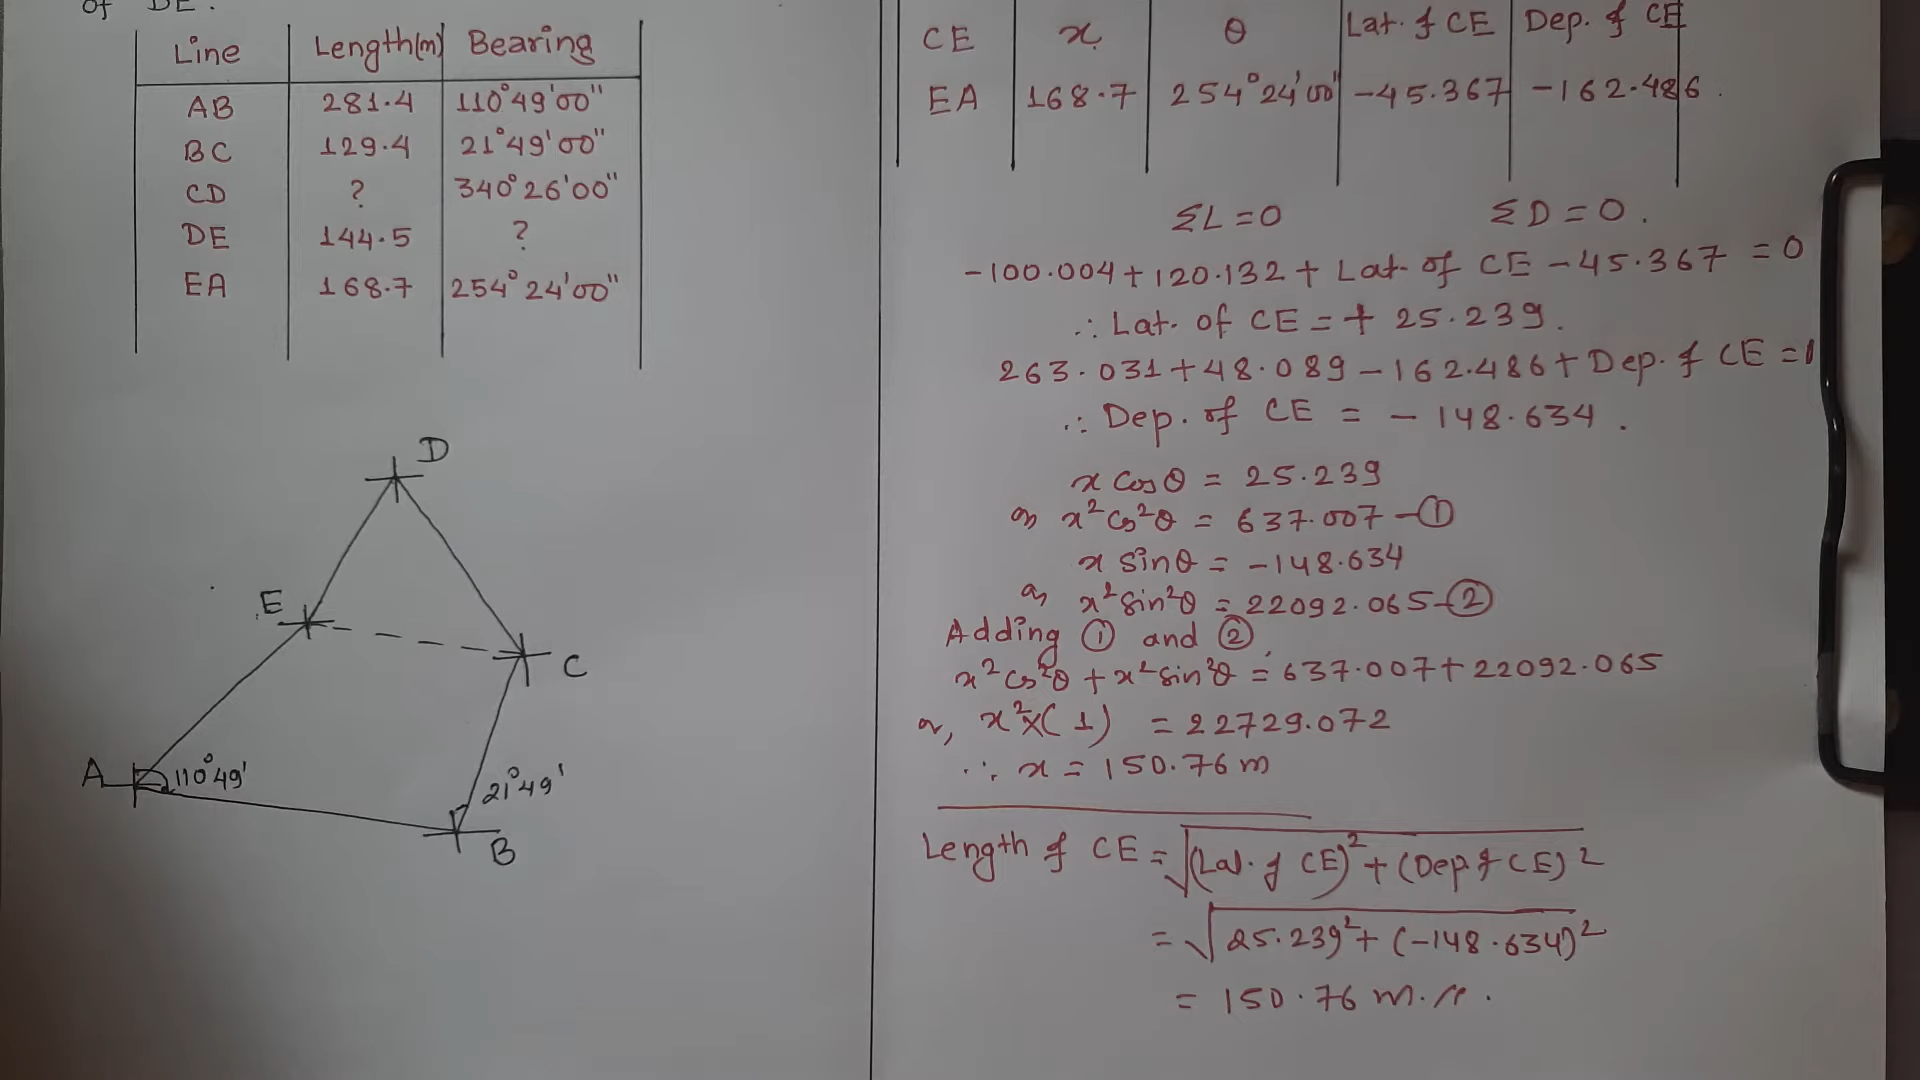 of DE.
Line Length(m) Bearing
AB 281.4 110°49'00"
BC 129.4 21°49'00"
CD ? 340°26'00"
DE 144.5 ?
EA 168.7 254°24'00"
D
E
C
A 110°49'
21°49'
B
CE x θ Lat. of CE Dep. of CE
EA 168.7 254°24'00" -45.367 -162.486.
ΣL=0 ΣD=0.
-100.004+120.132+Lat. of CE-45.367=0
∴ Lat. of CE=+25.239.
263.031+48.089-162.486+Dep. of CE=
∴ Dep. of CE = -148.634.
x cosθ = 25.239
or x²cos²θ = 637.007-①
x sinθ = -148.634
or x²sin²θ = 22092.065-②
Adding ① and ②,
x²cos²θ+x²sin²θ=637.007+22092.065
or, x²×(1) = 22729.072
∴ x = 150.76m
Length of CE = √(Lat. of CE)²+(Dep of CE)²
= √25.239²+(-148.634)²
= 150.76 m.